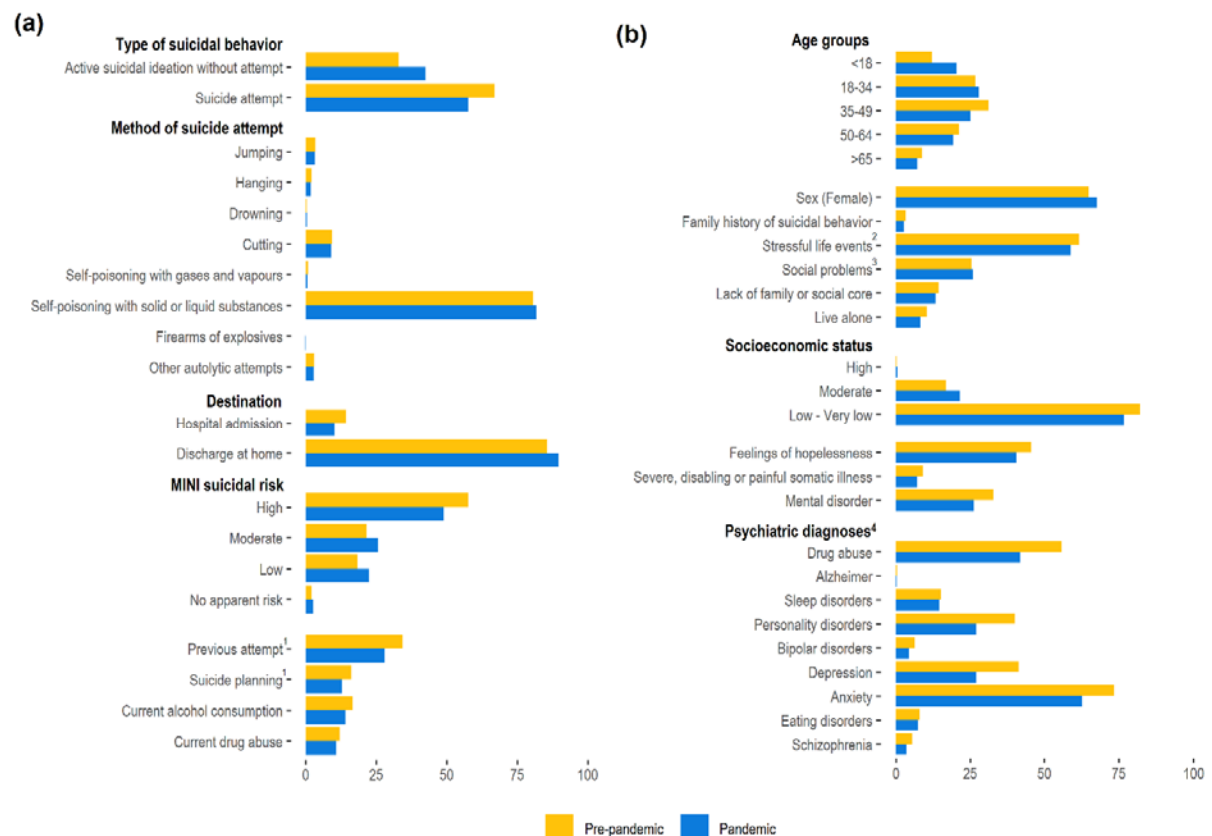 (a)
Type of suicidal behavior
Active suicidal ideation without attempt
Suicide attempt
Method of suicide attempt
Jumping
Hanging
Drowning
Cutting
Self-poisoning with gases and vapours
Self-poisoning with solid or liquid substances
Firearms of explosives
Other autolytic attempts
Destination
Hospital admission
Discharge at home
MINI suicidal risk
High
Moderate
Low
No apparent risk
Previous attempt¹
Suicide planning¹
Current alcohol consumption
Current drug abuse
0 25 50 75 100
(b)
Age groups
<18
18-34
35-49
50-64
>65
Sex (Female)
Family history of suicidal behavior
Stressful life events²
Social problems³
Lack of family or social core
Live alone
Socioeconomic status
High
Moderate
Low - Very low
Feelings of hopelessness
Severe, disabling or painful somatic illness
Mental disorder
Psychiatric diagnoses⁴
Drug abuse
Alzheimer
Sleep disorders
Personality disorders
Bipolar disorders
Depression
Anxiety
Eating disorders
Schizophrenia
0 25 50 75 100
Pre-pandemic Pandemic